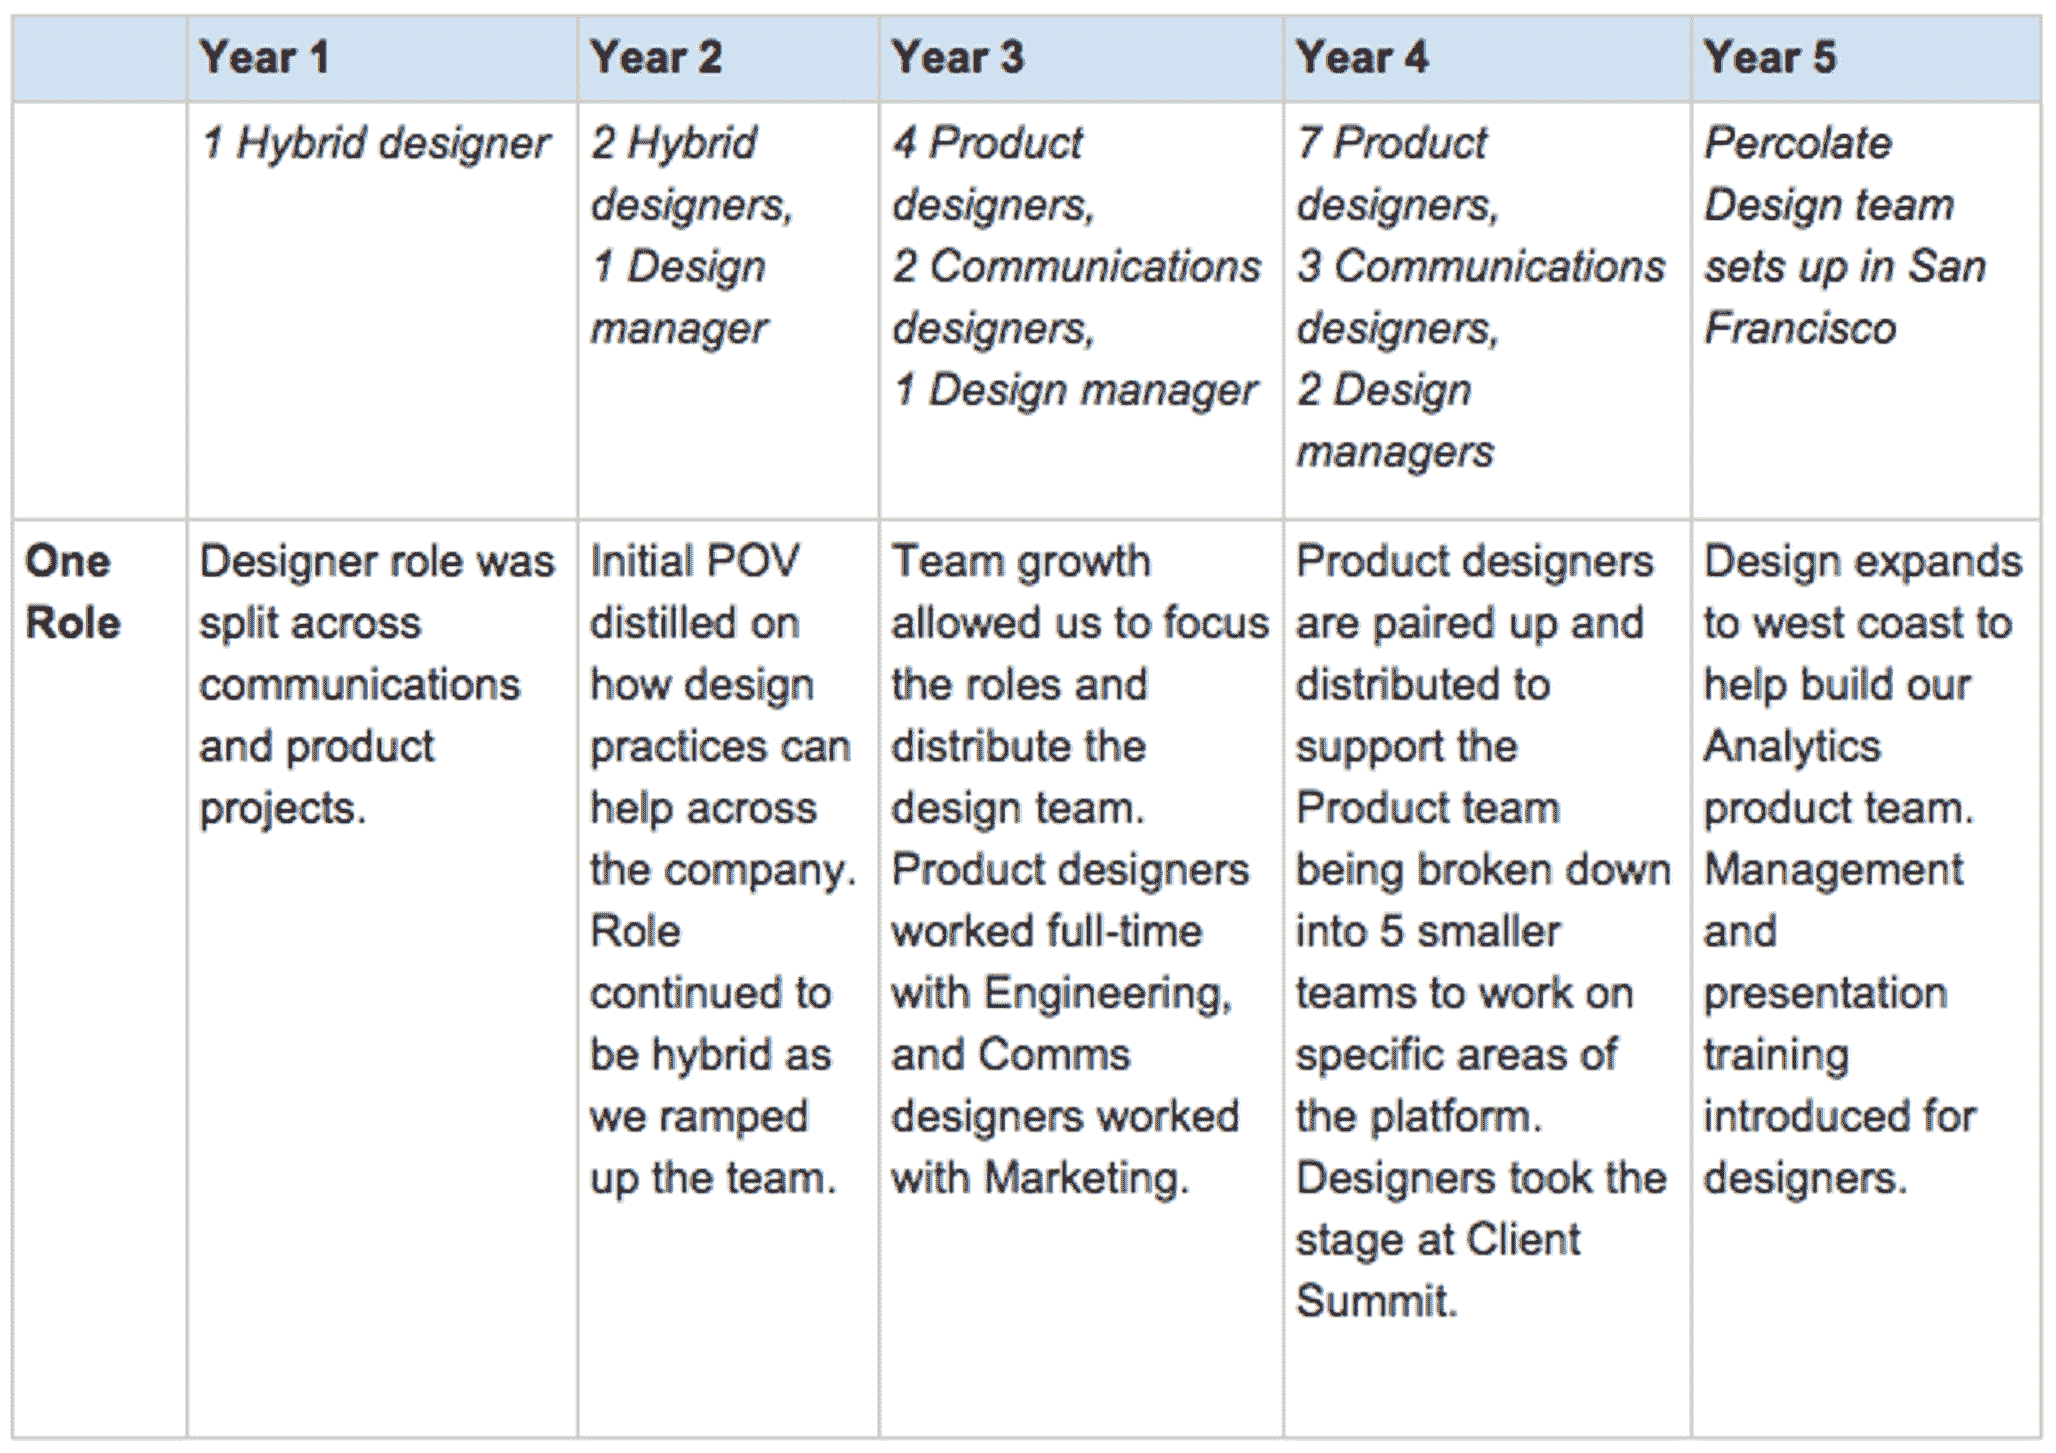 Year 1
Year 2
Year 3
Year 4
Year 5
1 Hybrid designer
2 Hybrid
designers,
1 Design
manager
4 Product
designers,
2 Communications
designers,
1 Design manager
7 Product
designers,
3 Communications
designers,
2 Design
managers
Percolate
Design team
sets up in San
Francisco
One
Role
Designer role was
split across
communications
and product
projects.
Initial POV
distilled on
how design
practices can
help across
the company.
Role
continued to
be hybrid as
we ramped
up the team.
Team growth
allowed us to focus
the roles and
distribute the
design team.
Product designers
worked full-time
with Engineering,
and Comms
designers worked
with Marketing.
Product designers
are paired up and
distributed to
support the
Product team
being broken down
into 5 smaller
teams to work on
specific areas of
the platform.
Designers took the
stage at Client
Summit.
Design expands
to west coast to
help build our
Analytics
product team.
Management
and
presentation
training
introduced for
designers.